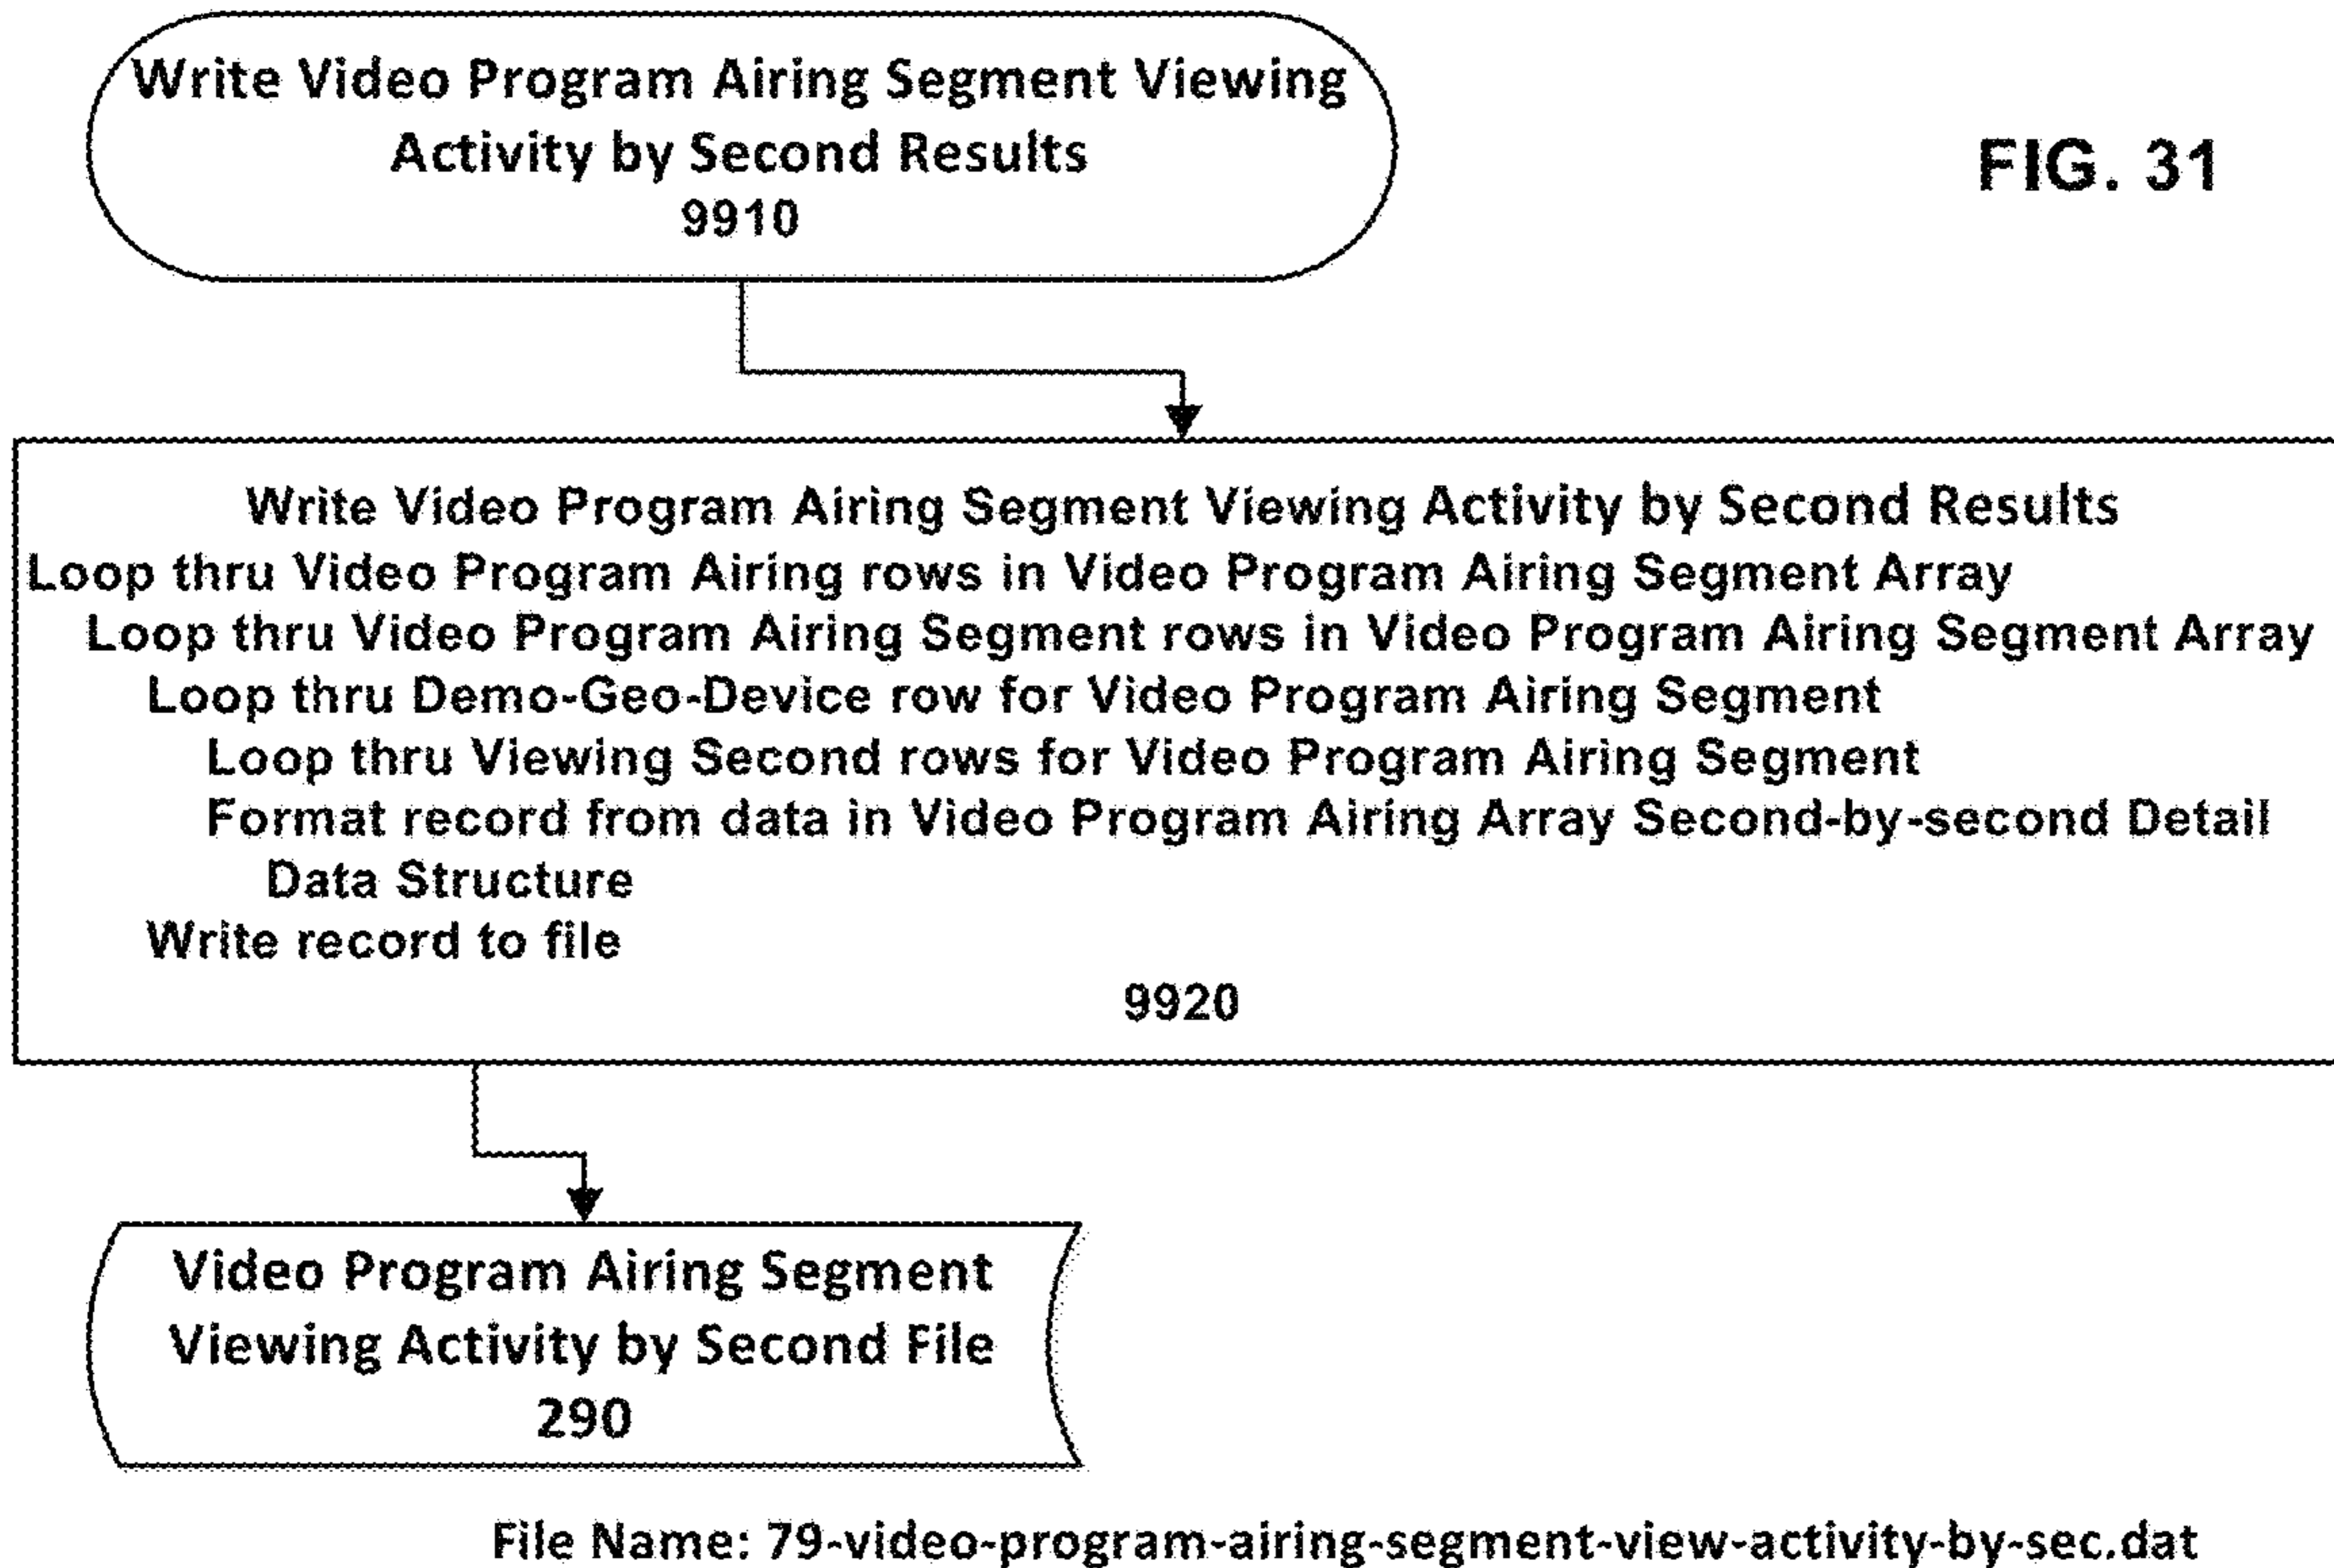 Write Video Program Airing Segment Viewing
Activity by Second Results
9910
FIG. 31
Write Video Program Airing Segment Viewing Activity by Second Results
Loop thru Video Program Airing rows in Video Program Airing Segment Array
Loop thru Video Program Airing Segment rows in Video Program Airing Segment Array
Loop thru Demo-Geo-Device row for Video Program Airing Segment
Loop thru Viewing Second rows for Video Program Airing Segment
Format record from data in Video Program Airing Array Second-by-second Detail
Data Structure
Write record to file
9920
Video Program Airing Segment
Viewing Activity by Second File
290
File Name: 79-video-program-airing-segment-view-activity-by-sec.dat